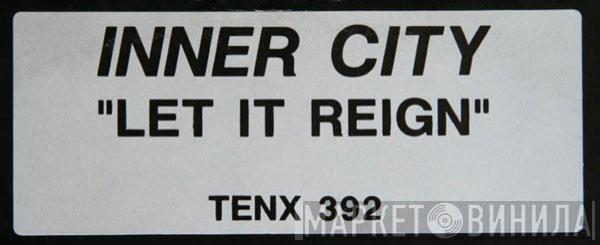 INNER CITY
"LET IT REIGN"
TENX 392
МАРКЕТ ВИНИЛА